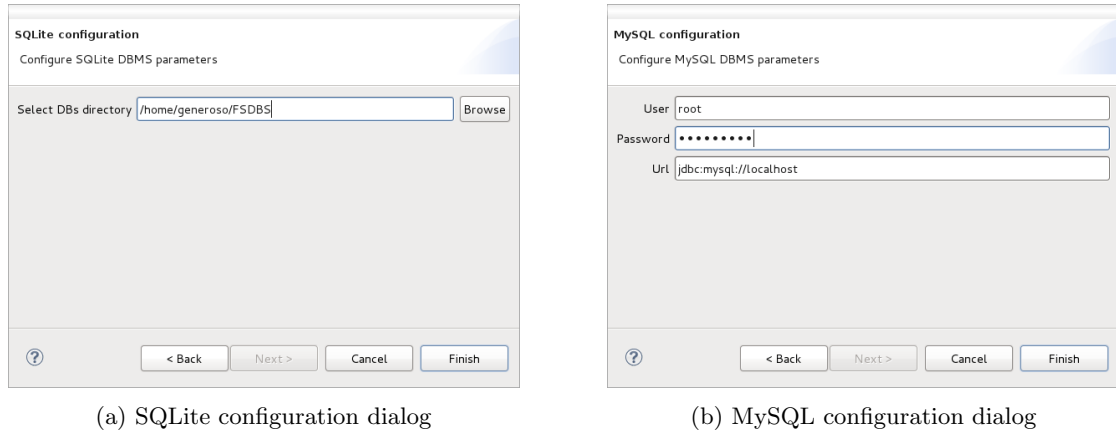 SQLite configuration
Configure SQLite DBMS parameters
Select DBs directory /home/generoso/FSDBS Browse
? < Back Next > Cancel Finish
(a) SQLite configuration dialog
MySQL configuration
Configure MySQL DBMS parameters
User root
Password •••••••••
Url jdbc:mysql://localhost
? < Back Next > Cancel Finish
(b) MySQL configuration dialog